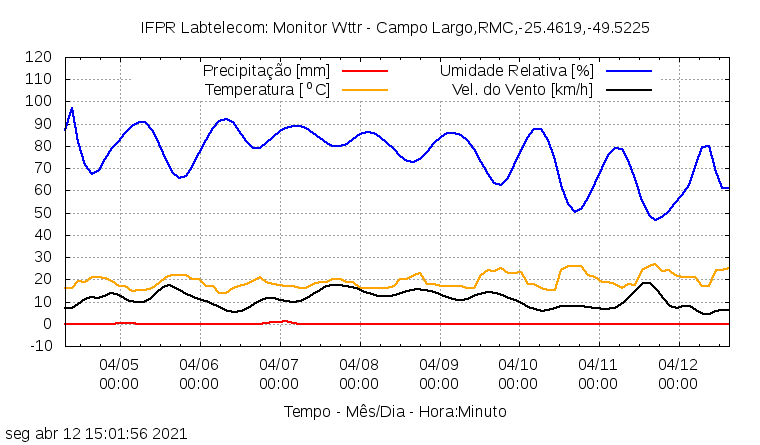 IFPR Labtelecom: Monitor Wttr - Campo Largo,RMC,-25.4619,-49.5225
Precipitação [mm]
Temperatura [⁰C]
Umidade Relativa [%]
Vel. do Vento [km/h]
120
110
100
90
80
70
60
50
40
30
20
10
0
-10
04/05 04/06 04/07 04/08 04/09 04/10 04/11 04/12
00:00 00:00 00:00 00:00 00:00 00:00 00:00 00:00
Tempo - Mês/Dia - Hora:Minuto
seg abr 12 15:01:56 2021